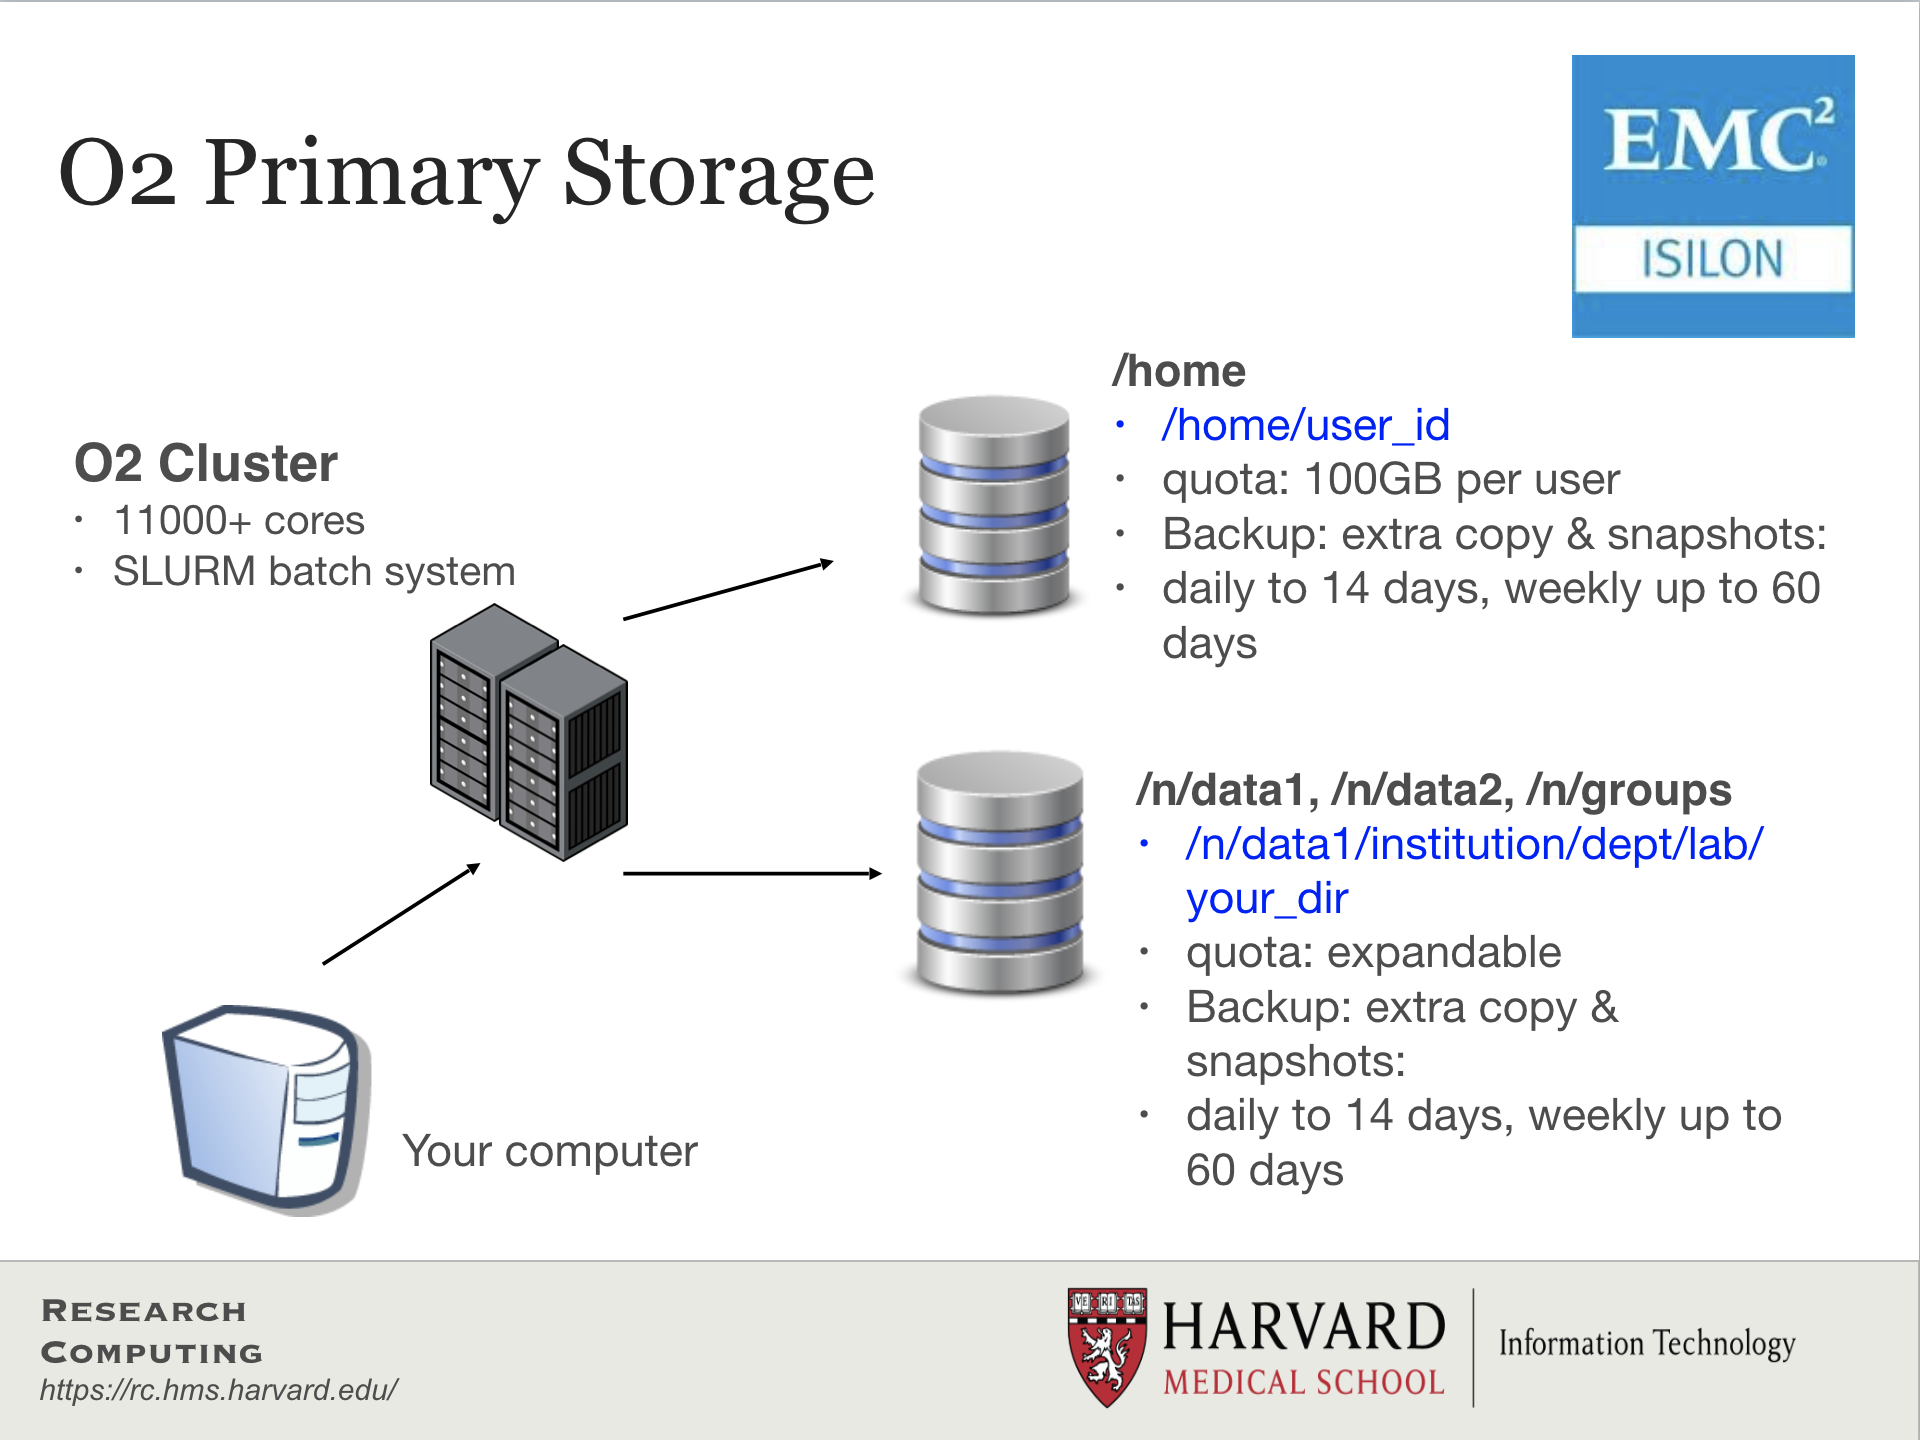 O2 Primary Storage
EMC²
ISILON
O2 Cluster
• 11000+ cores
• SLURM batch system
/home
• /home/user_id
• quota: 100GB per user
• Backup: extra copy & snapshots:
• daily to 14 days, weekly up to 60
days
/n/data1, /n/data2, /n/groups
• /n/data1/institution/dept/lab/
your_dir
• quota: expandable
• Backup: extra copy &
snapshots:
• daily to 14 days, weekly up to
60 days
Your computer
RESEARCH
COMPUTING
https://rc.hms.harvard.edu/
VE RI TAS
HARVARD
MEDICAL SCHOOL
Information Technology